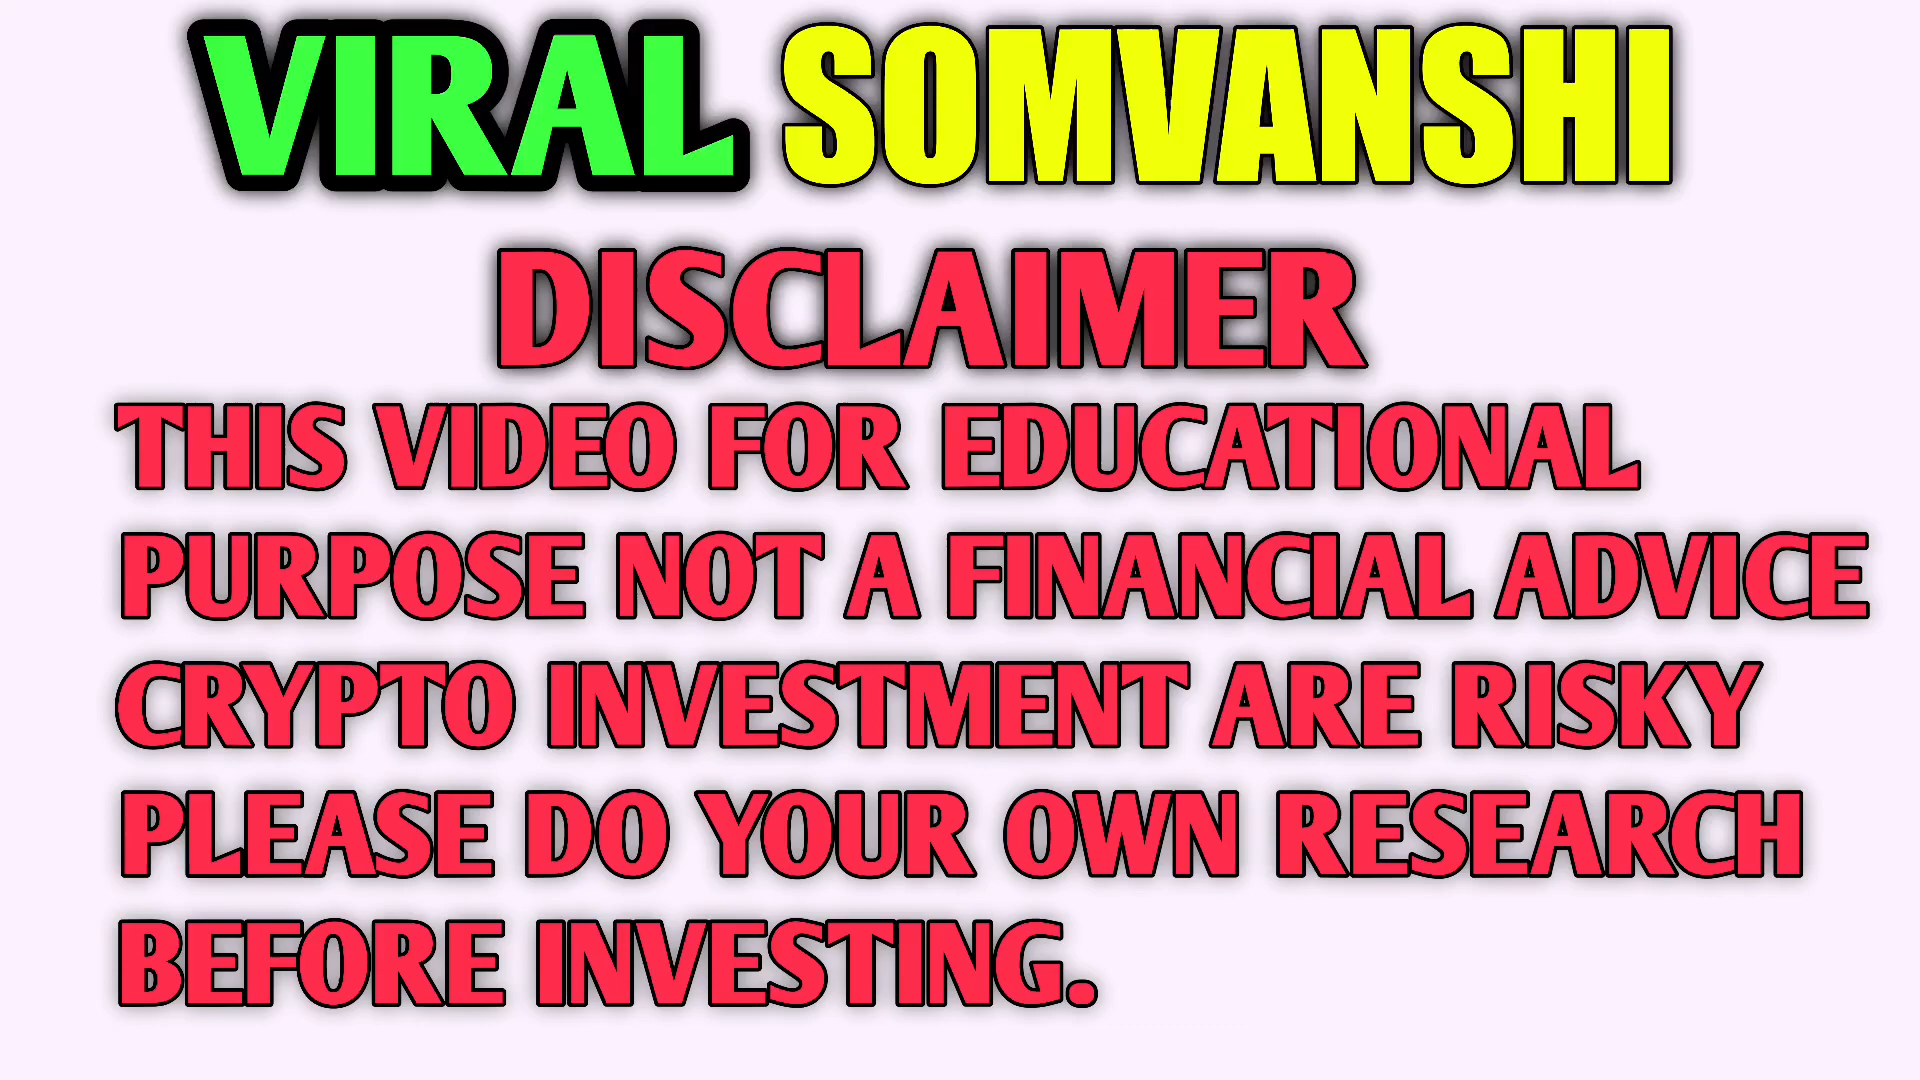 VIRAL SOMVANSHI
DISCLAIMER
THIS VIDEO FOR EDUCATIONAL
PURPOSE NOT A FINANCIAL ADVICE
CRYPTO INVESTMENT ARE RISKY
PLEASE DO YOUR OWN RESEARCH
BEFORE INVESTING.